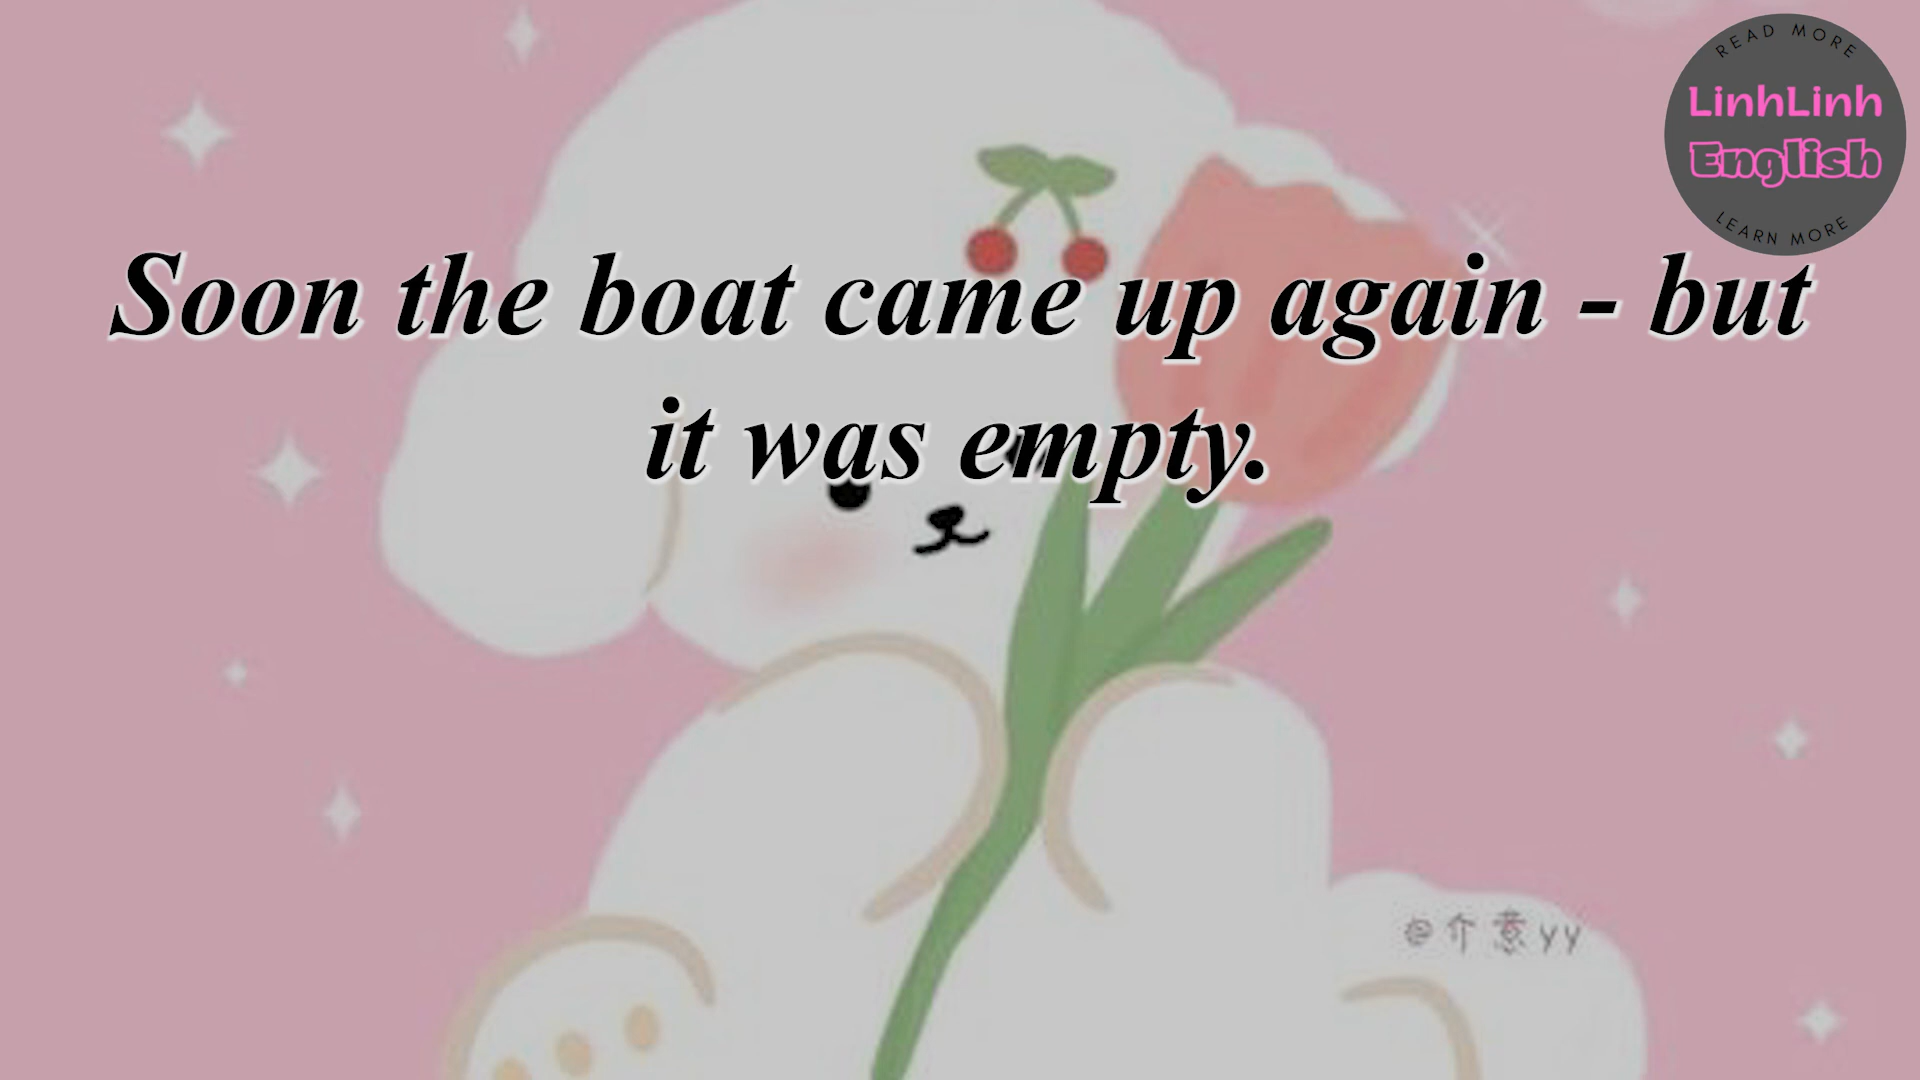 READ MORE
LinhLinh
English
LEARN MORE
Soon the boat came up again - but
it was empty.
@介意yy